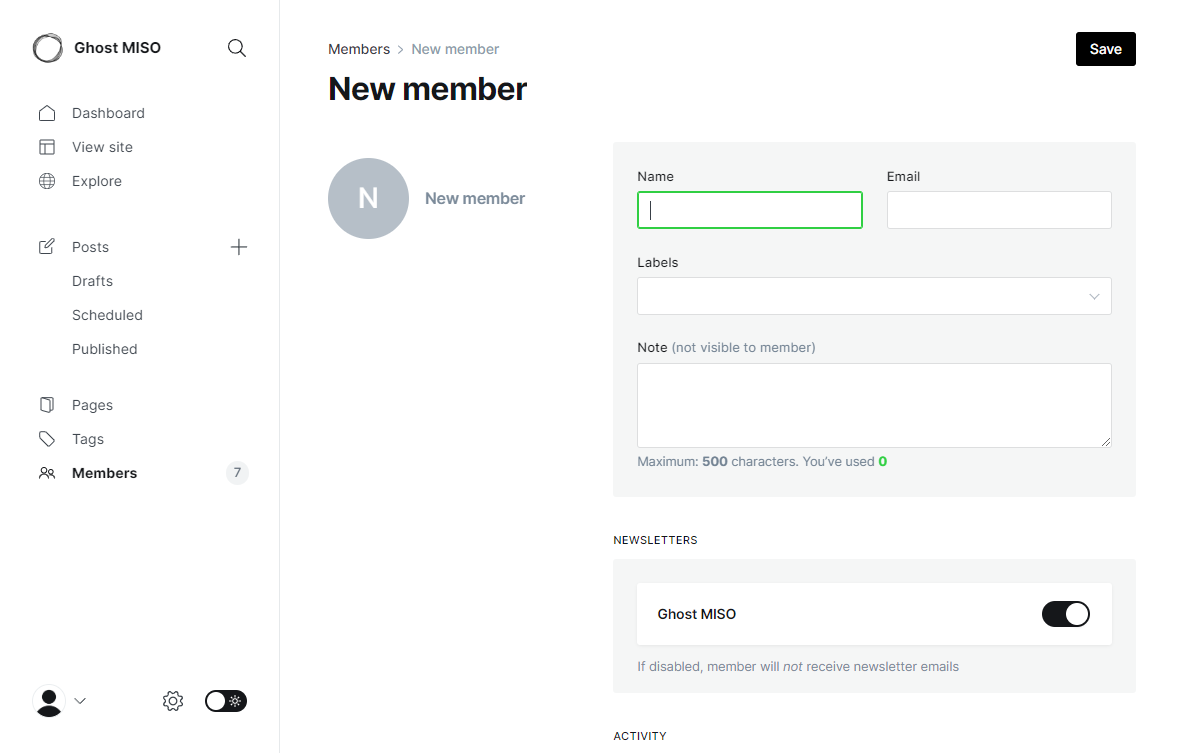 Ghost MISO
Dashboard
View site
Explore
Posts
Drafts
Scheduled
Published
Pages
Tags
Members 7
Members > New member
Save
New member
N New member
Name Email
Labels
Note (not visible to member)
Maximum: 500 characters. You’ve used 0
NEWSLETTERS
Ghost MISO
If disabled, member will not receive newsletter emails
ACTIVITY